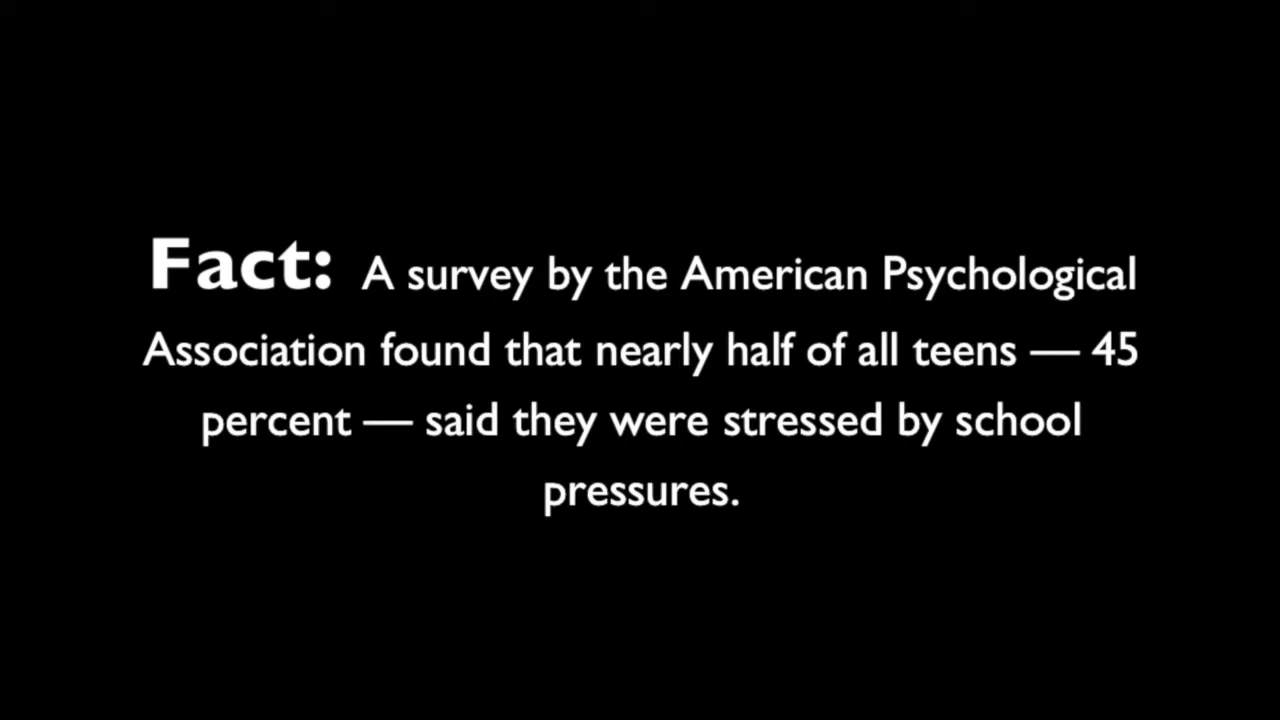 Fact: A survey by the American Psychological
Association found that nearly half of all teens — 45
percent — said they were stressed by school
pressures.